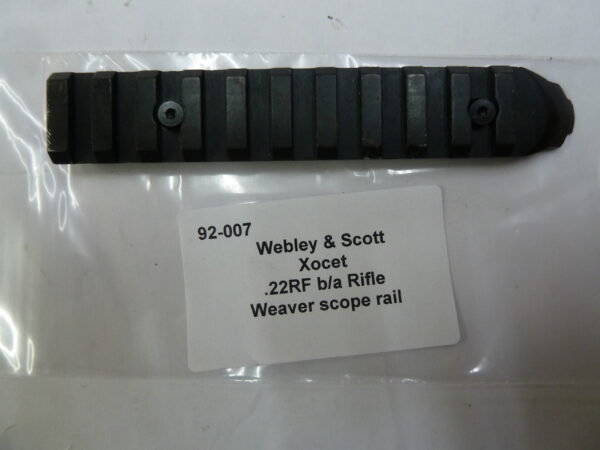 92-007
Webley & Scott
Xocet
.22RF b/a Rifle
Weaver scope rail